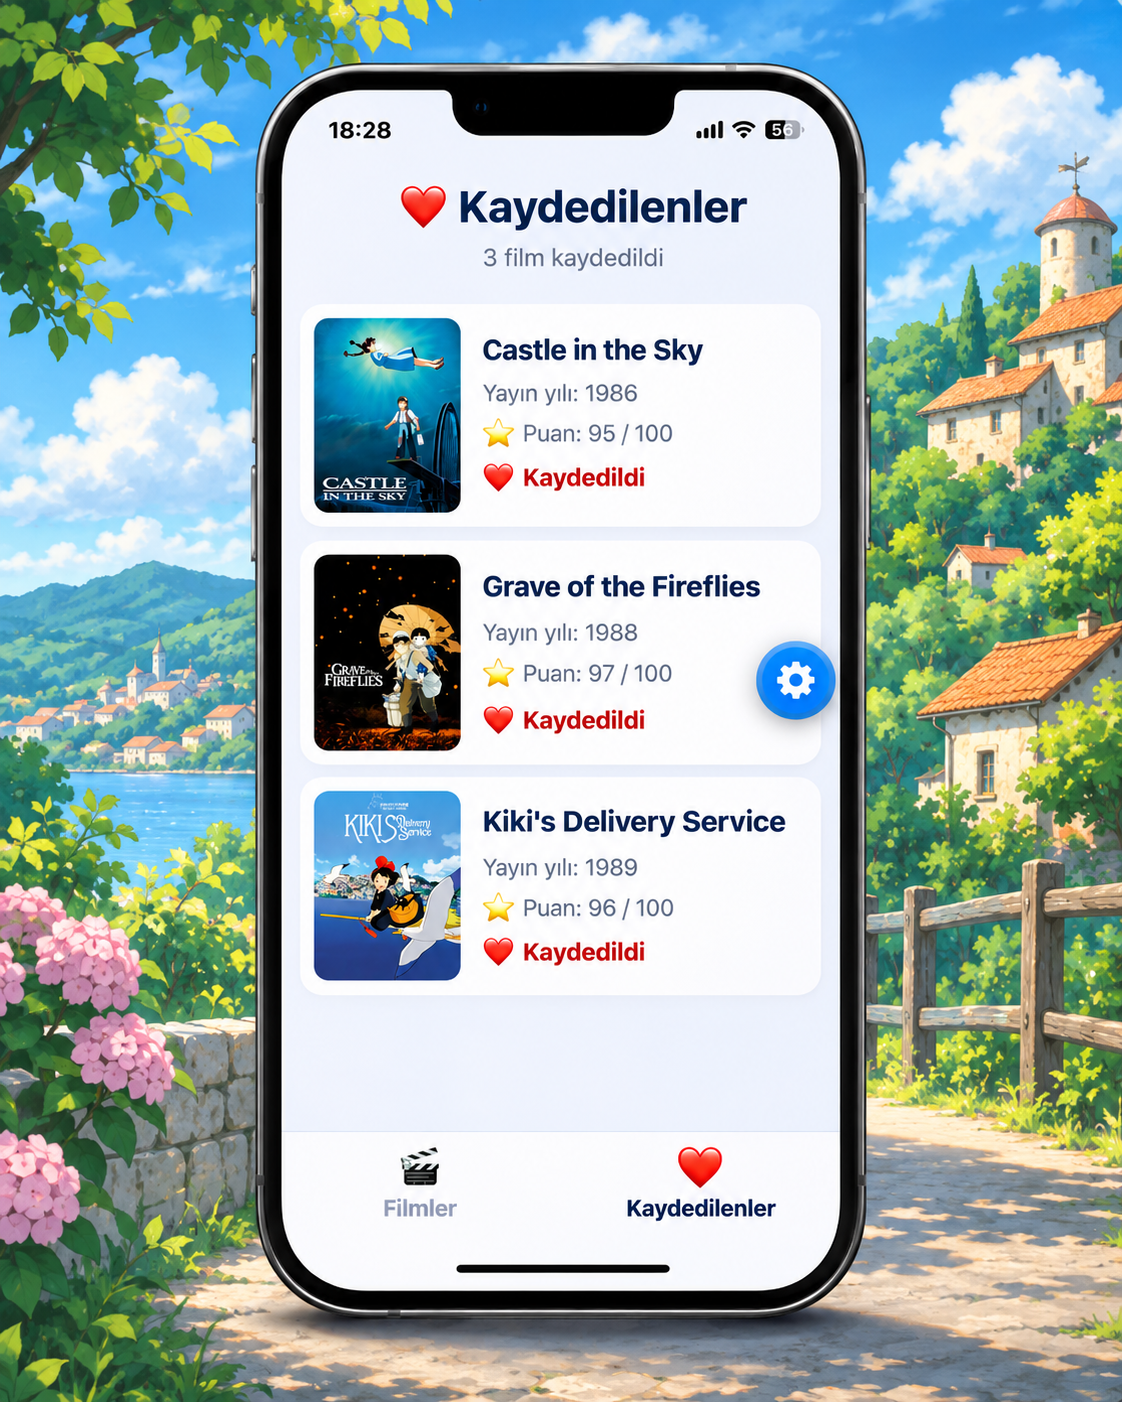 18:28
56
Kaydedilenler
3 film kaydedildi
Castle in the Sky
Yayın yılı: 1986
Puan: 95 / 100
Kaydedildi
CASTLE
IN THE SKY
Grave of the Fireflies
Yayın yılı: 1988
Puan: 97 / 100
Kaydedildi
GRAVE OF THE
FIREFLIES
Kiki's Delivery Service
Yayın yılı: 1989
Puan: 96 / 100
Kaydedildi
KIKI'S Delivery
Service
Filmler
Kaydedilenler